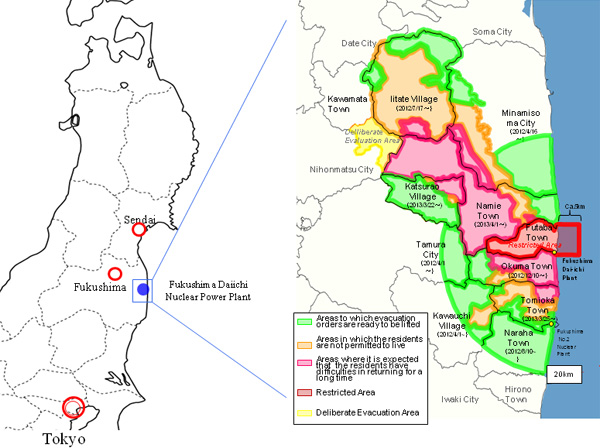 Sendai
Fukushima
Fukushima Daiichi
Nuclear Power Plant
Tokyo
Date City
Soma City
Kawamata
Town
Iitate Village
(2012/7/17~)
Minamiso
ma City
(2012/4/16
~)
Deliberate
Evacuation Area
Nihonmatsu City
Katsurao
Village
(2013/3/22~)
Namie
Town
(2013/4/1~)
Ca.5km
Futaba
Town
Restricted Area
Tamura
City
(2012/4/1
~)
Okuma Town
(2012/12/10~)
Fukushima
Dai-ichi
Plant
Tomioka
Town
(2013/3/25~)
Kawauchi
Village
(2012/4/1~)
Naraha
Town
(2012/8/10~
Fukushima
No.2
Nuclear
Plant
20km
Hirono
Town
Iwaki City
Areas to which evacuation
orders are ready to be lifted
Areas in which the residents
are not permitted to live
Areas where it is expected
that the residents have
difficulties in returning for a
long time
Restricted Area
Deliberate Evacuation Area